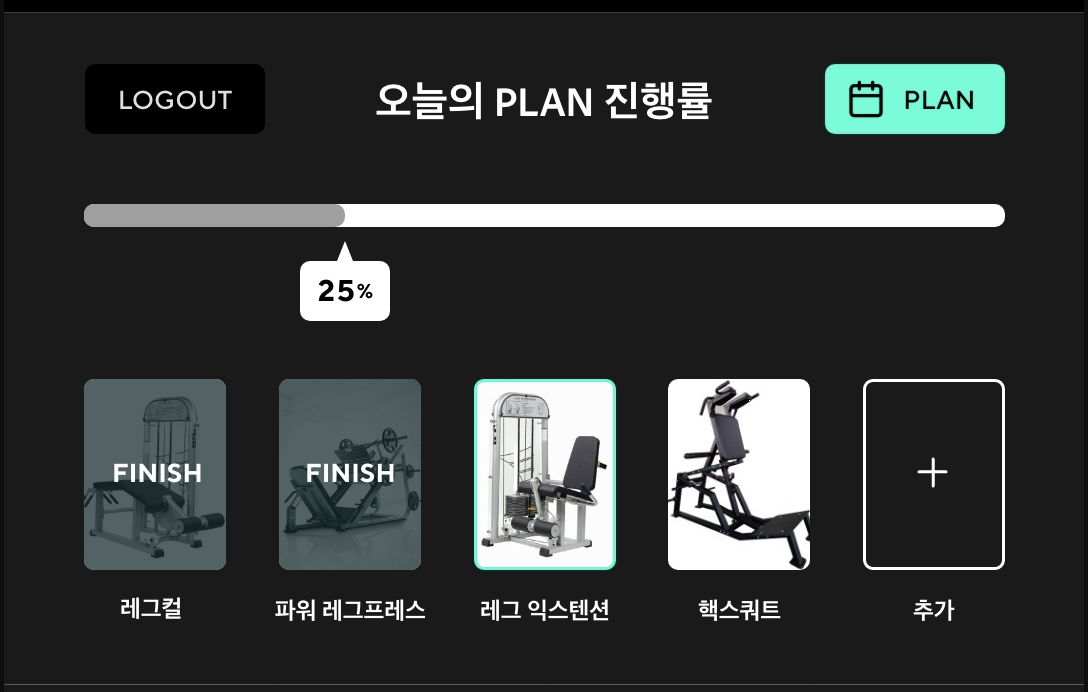 LOGOUT
오늘의 PLAN 진행률
PLAN
25%
FINISH
FINISH
레그컬
파워 레그프레스
레그 익스텐션
핵스쿼트
추가